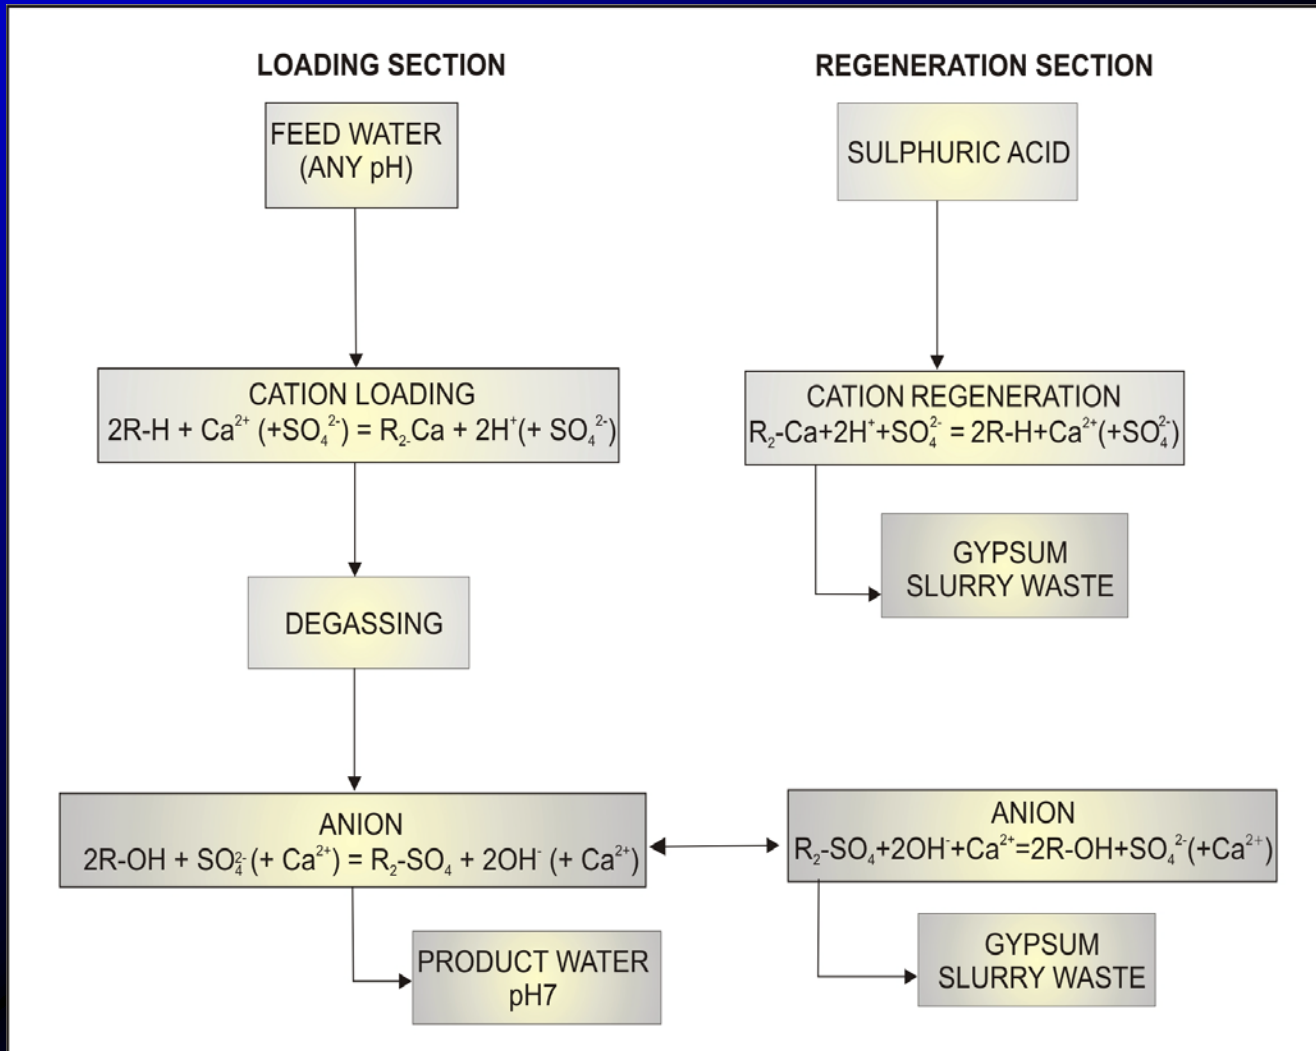 LOADING SECTION
FEED WATER
(ANY pH)
CATION LOADING
2R-H + Ca²⁺ (+SO₄²⁻) = R₂-Ca + 2H⁺(+ SO₄²⁻)
DEGASSING
ANION
2R-OH + SO₄²⁻(+ Ca²⁺) = R₂-SO₄ + 2OH⁻ (+ Ca²⁺)
PRODUCT WATER
pH7
REGENERATION SECTION
SULPHURIC ACID
CATION REGENERATION
R₂-Ca+2H⁺+SO₄²⁻ = 2R-H+Ca²⁺(+SO₄²⁻)
GYPSUM
SLURRY WASTE
ANION
R₂-SO₄+2OH⁻+Ca²⁺=2R-OH+SO₄²⁻(+Ca²⁺)
GYPSUM
SLURRY WASTE